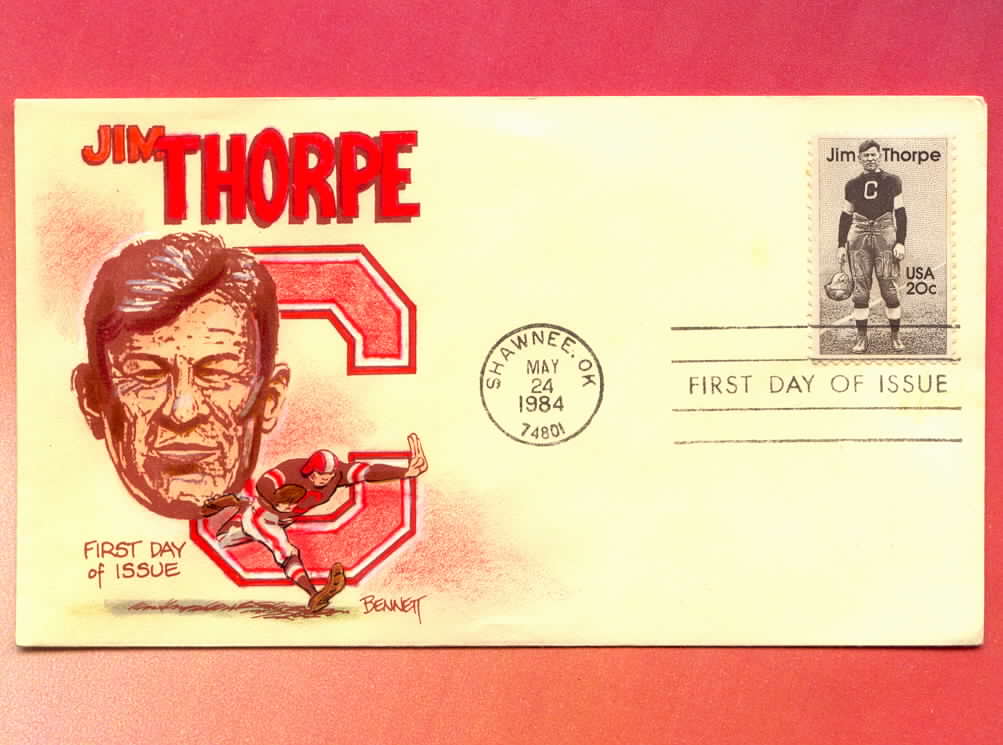 JIM THORPE
C
FIRST DAY
of ISSUE
BENNETT
SHAWNEE, OK
MAY
24
1984
74801
Jim Thorpe
C
USA
20c
FIRST DAY OF ISSUE